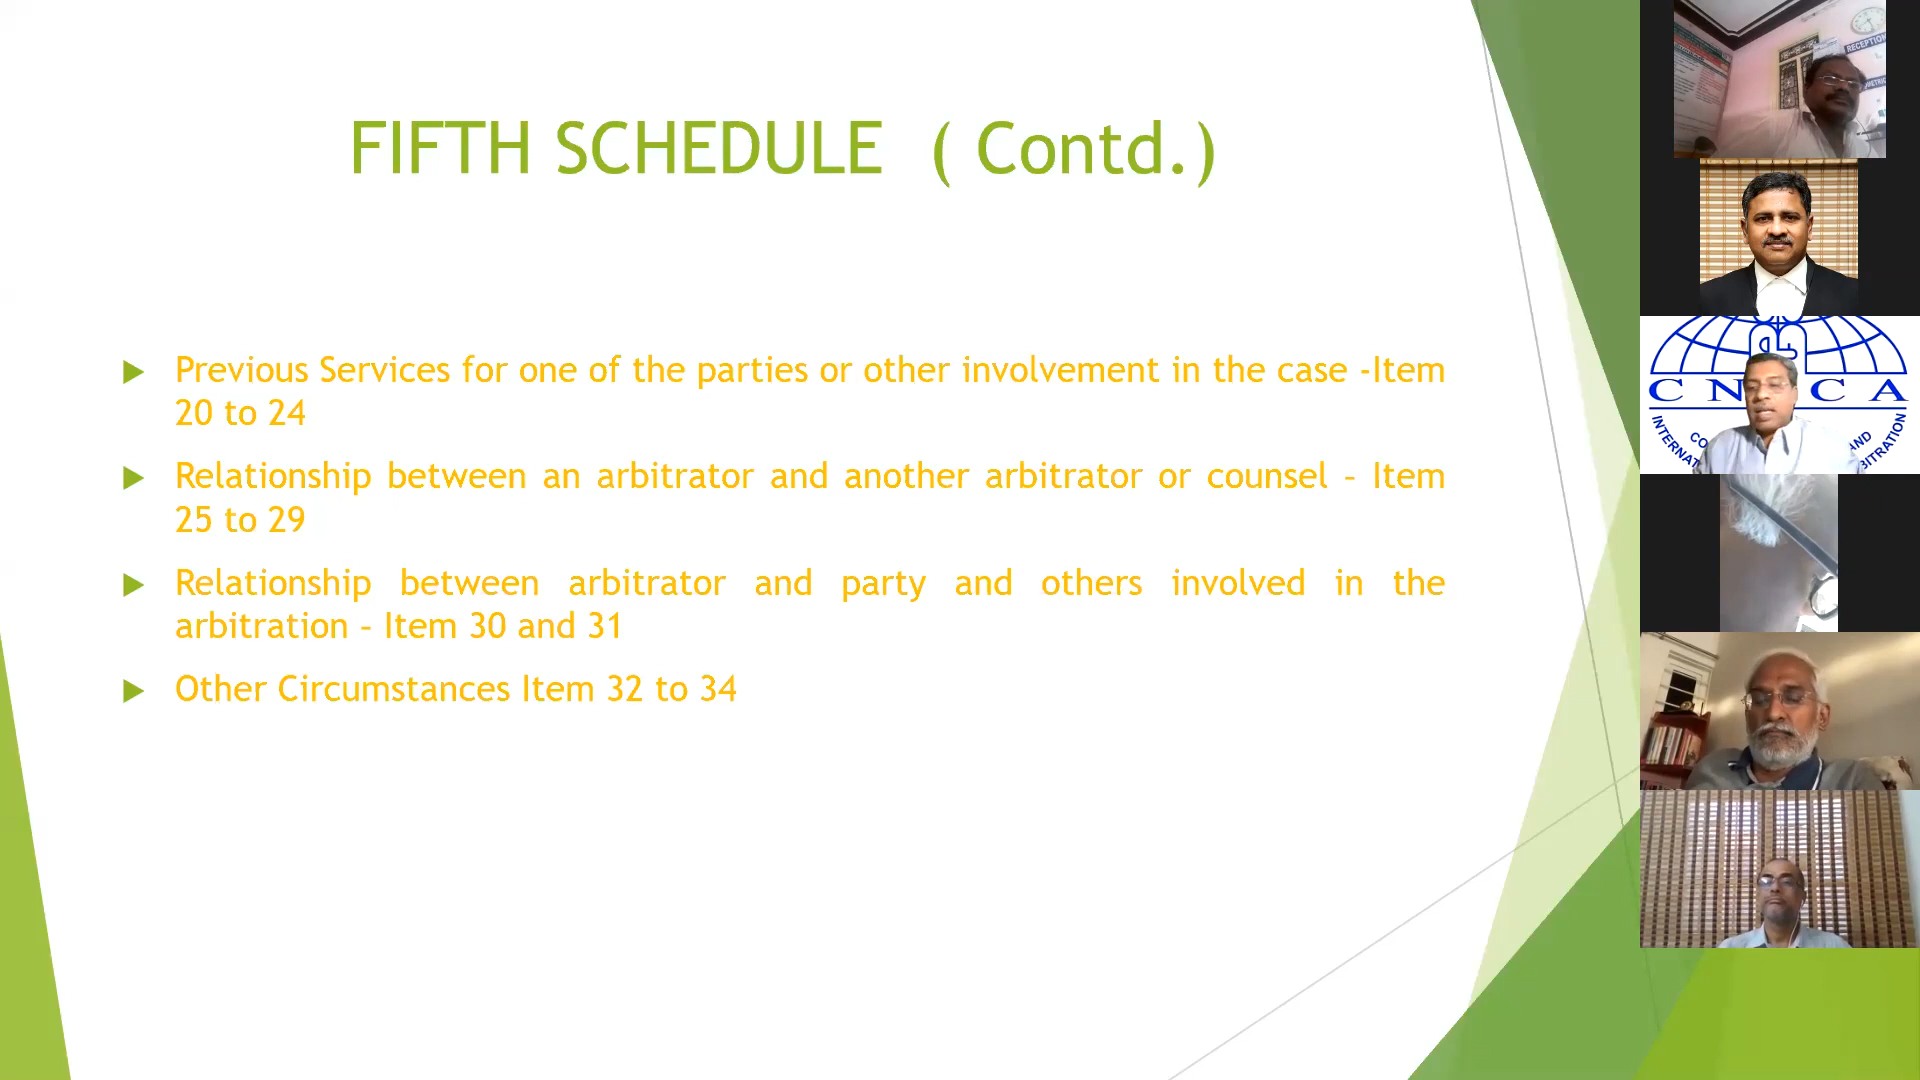 FIFTH SCHEDULE ( Contd.)
Previous Services for one of the parties or other involvement in the case -Item
20 to 24
Relationship between an arbitrator and another arbitrator or counsel – Item
25 to 29
Relationship between arbitrator and party and others involved in the
arbitration – Item 30 and 31
Other Circumstances Item 32 to 34
RECEPTION
C N C A